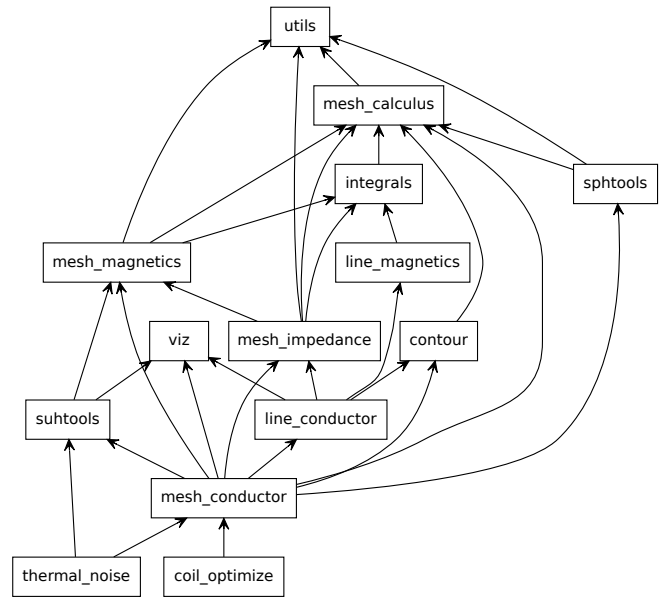 utils
mesh_calculus
integrals
sphtools
mesh_magnetics
line_magnetics
viz
mesh_impedance
contour
suhtools
line_conductor
mesh_conductor
thermal_noise
coil_optimize